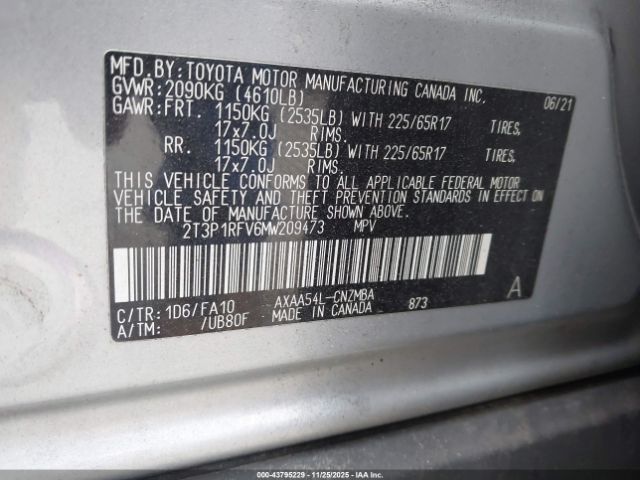 MFD.BY:TOYOTA MOTOR MANUFACTURING CANADA INC.
GVWR:2090KG (4610LB) 06/21
GAWR:FRT. 1150KG (2535LB) WITH 225/65R17 TIRES,
17x7.0J RIMS.
RR. 1150KG (2535LB) WITH 225/65R17 TIRES,
17x7.0J RIMS.
THIS VEHICLE CONFORMS TO ALL APPLICABLE FEDERAL MOTOR
VEHICLE SAFETY AND THEFT PREVENTION STANDARDS IN EFFECT ON
THE DATE OF MANUFACTURE SHOWN ABOVE.
2T3P1RFV6MW209473 MPV
C/TR:1D6/FA10 AXAA54L-CNZMBA 873 A
A/TM: /UB80F MADE IN CANADA
000-43795229 11/25/2025 IAA Inc.